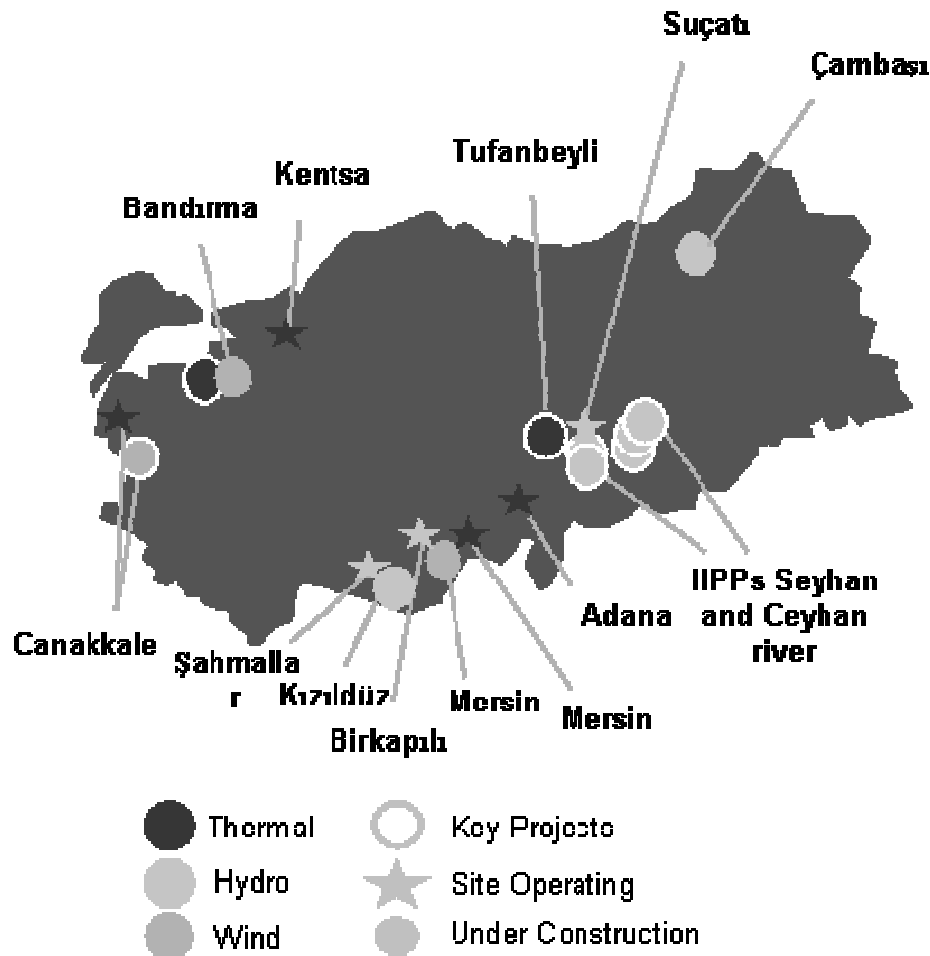 Suçatı
Çambaşı
Tufanbeyli
Kentsa
Bandırma
IIPPs Seyhan
and Ceyhan
river
Adana
Canakkale
Şahmalla
r
Kızıldüz
Mersin
Mersin
Birkapılı
Thermal
Key Projects
Hydro
Site Operating
Wind
Under Construction